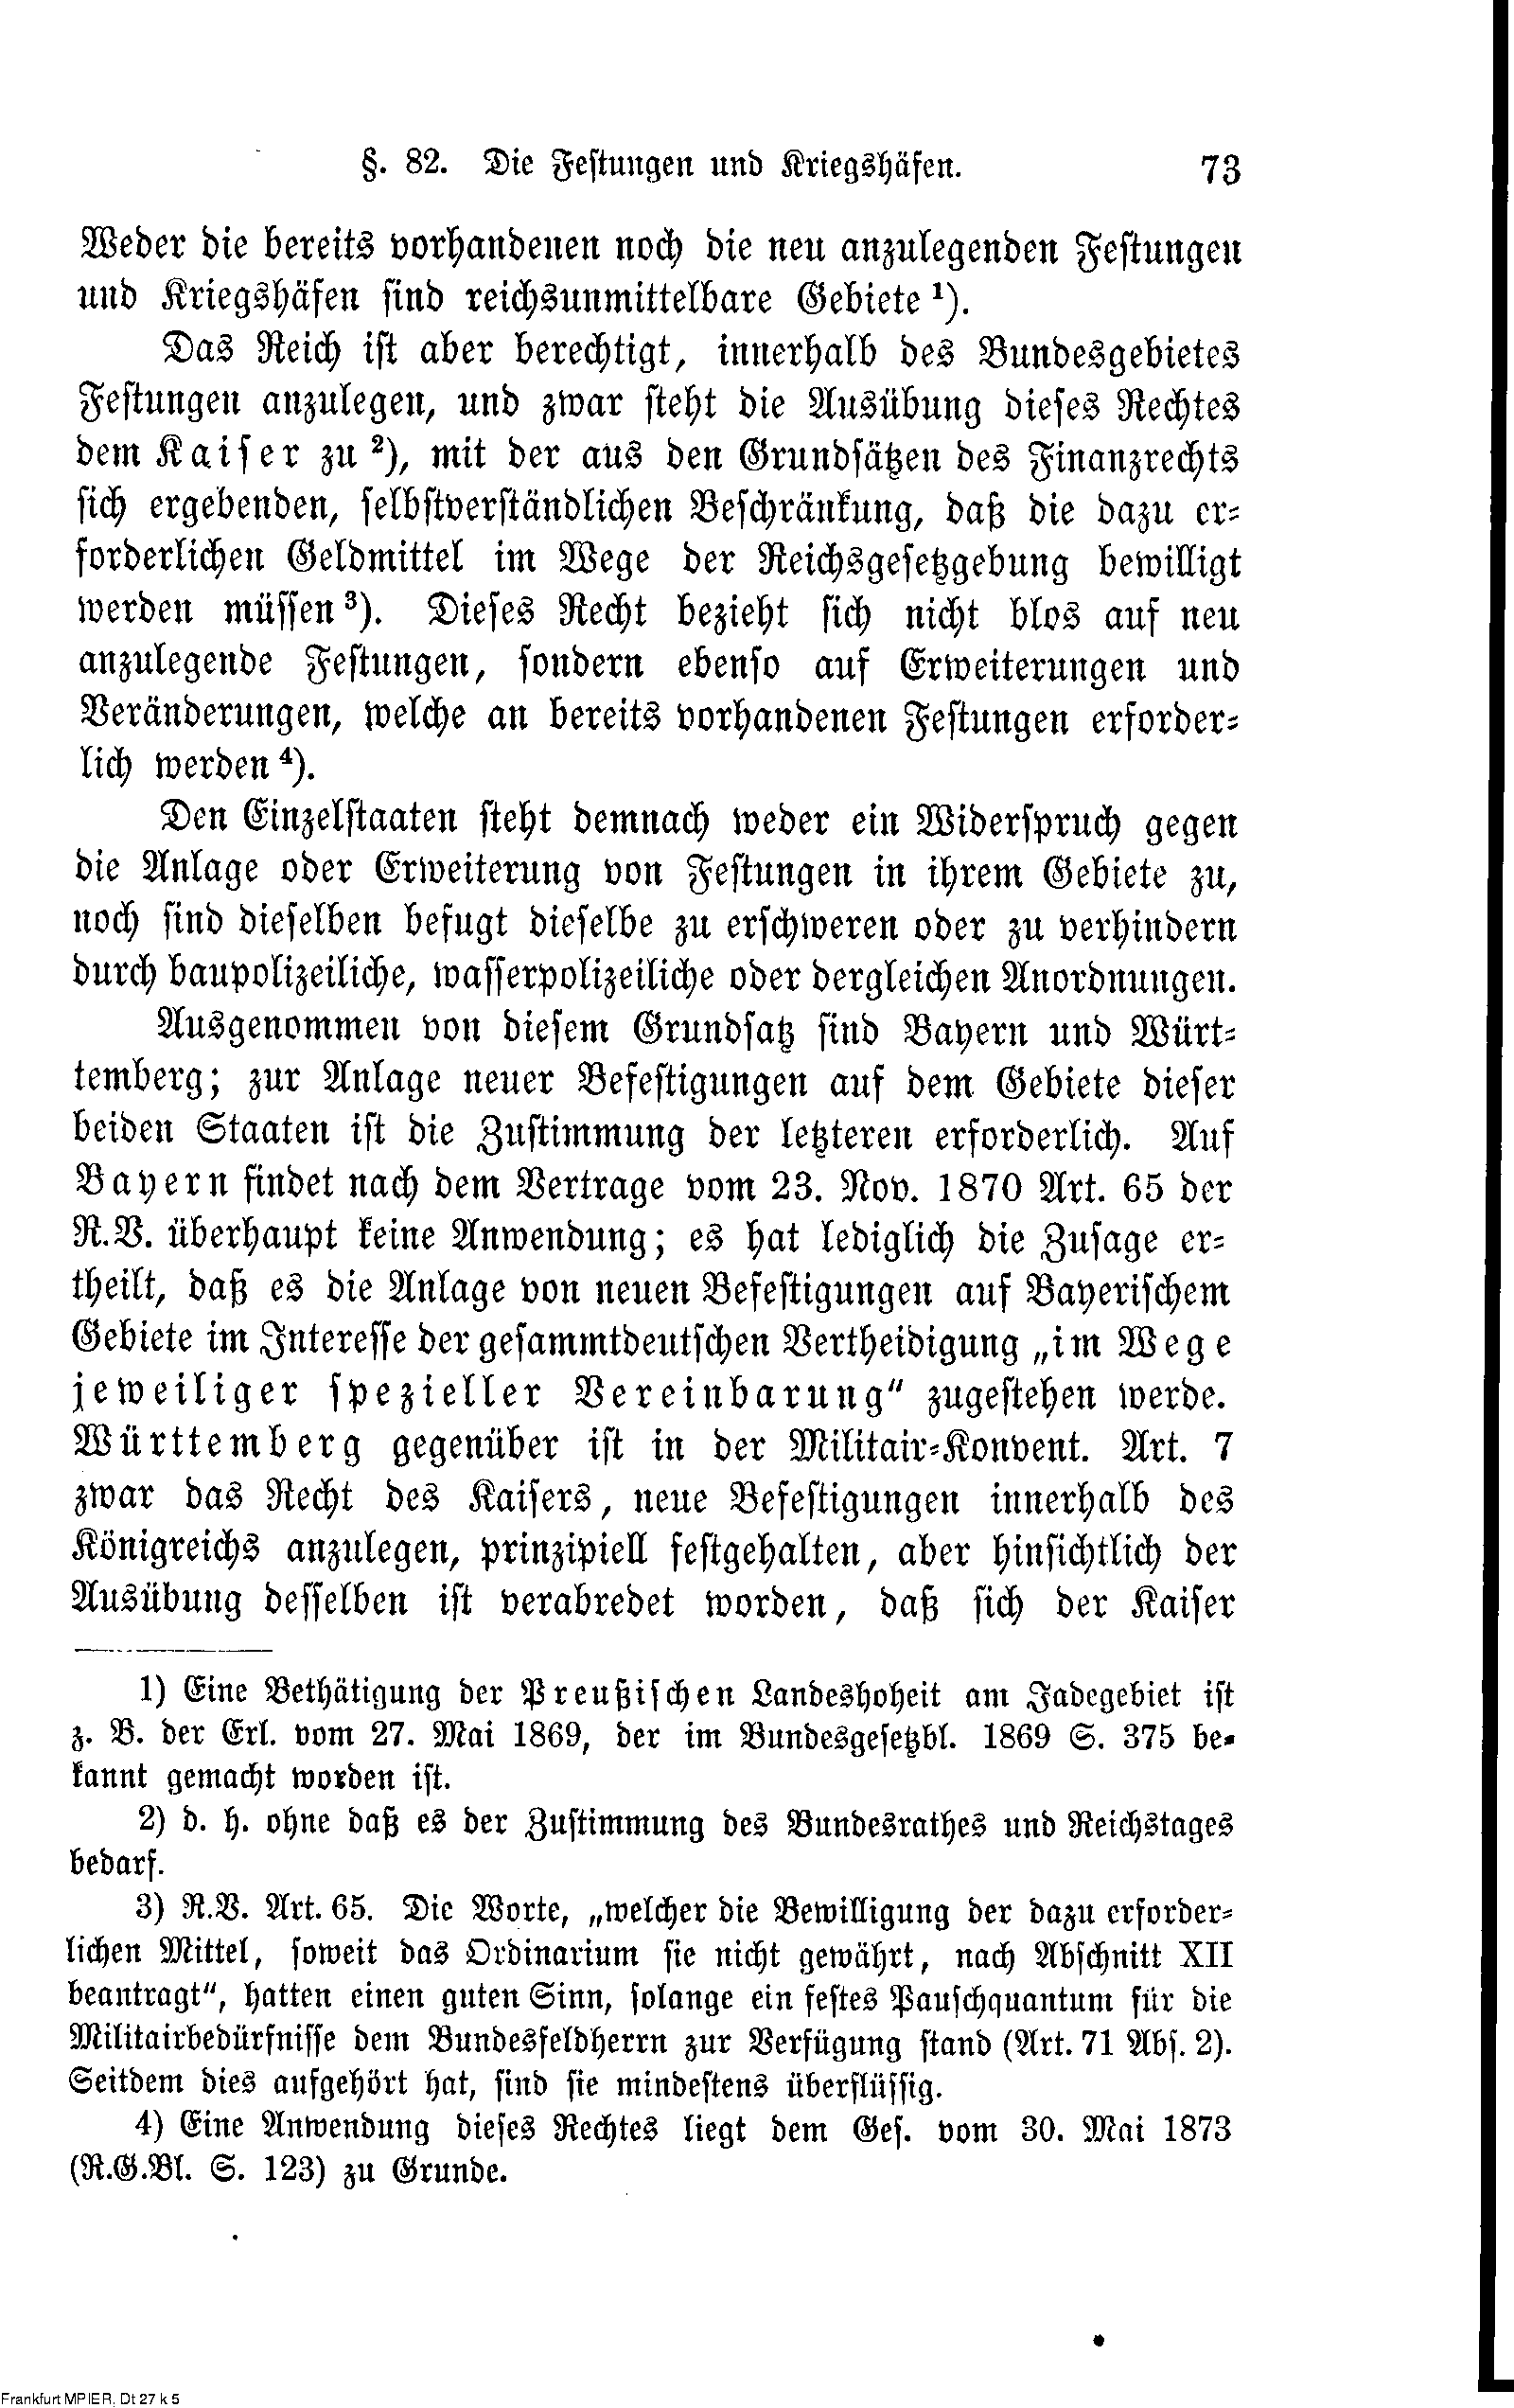 §. 82. Die Festungen und Kriegshäfen. 73
Weder die bereits vorhandenen noch die neu anzulegenden Festungen
und Kriegshäfen sind reichsunmittelbare Gebiete ¹).
Das Reich ist aber berechtigt, innerhalb des Bundesgebietes
Festungen anzulegen, und zwar steht die Ausübung dieses Rechtes
dem Kaiser zu ²), mit der aus den Grundsätzen des Finanzrechts
sich ergebenden, selbstverständlichen Beschränkung, daß die dazu er-
forderlichen Geldmittel im Wege der Reichsgesetzgebung bewilligt
werden müssen ³). Dieses Recht bezieht sich nicht blos auf neu
anzulegende Festungen, sondern ebenso auf Erweiterungen und
Veränderungen, welche an bereits vorhandenen Festungen erforder-
lich werden ⁴).
Den Einzelstaaten steht demnach weder ein Widerspruch gegen
die Anlage oder Erweiterung von Festungen in ihrem Gebiete zu,
noch sind dieselben befugt dieselbe zu erschweren oder zu verhindern
durch baupolizeiliche, wasserpolizeiliche oder dergleichen Anordnungen.
Ausgenommen von diesem Grundsatz sind Bayern und Würt-
temberg; zur Anlage neuer Befestigungen auf dem Gebiete dieser
beiden Staaten ist die Zustimmung der letzteren erforderlich. Auf
Bayern findet nach dem Vertrage vom 23. Nov. 1870 Art. 65 der
R.V. überhaupt keine Anwendung; es hat lediglich die Zusage er-
theilt, daß es die Anlage von neuen Befestigungen auf Bayerischem
Gebiete im Interesse der gesammtdeutschen Vertheidigung „im Wege
jeweiliger spezieller Vereinbarung“ zugestehen werde.
Württemberg gegenüber ist in der Militair-Konvent. Art. 7
zwar das Recht des Kaisers, neue Befestigungen innerhalb des
Königreichs anzulegen, prinzipiell festgehalten, aber hinsichtlich der
Ausübung desselben ist verabredet worden, daß sich der Kaiser
1) Eine Bethätigung der Preußischen Landeshoheit am Jadegebiet ist
z. B. der Erl. vom 27. Mai 1869, der im Bundesgesetzbl. 1869 S. 375 be-
kannt gemacht worden ist.
2) d. h. ohne daß es der Zustimmung des Bundesrathes und Reichstages
bedarf.
3) R.V. Art. 65. Die Worte, „welcher die Bewilligung der dazu erforder-
lichen Mittel, soweit das Ordinarium sie nicht gewährt, nach Abschnitt XII
beantragt“, hatten einen guten Sinn, solange ein festes Pauschquantum für die
Militairbedürfnisse dem Bundesfeldherrn zur Verfügung stand (Art. 71 Abs. 2).
Seitdem dies aufgehört hat, sind sie mindestens überflüssig.
4) Eine Anwendung dieses Rechtes liegt dem Ges. vom 30. Mai 1873
(R.G.Bl. S. 123) zu Grunde.
Frankfurt MPIER, Dt 27 k 5